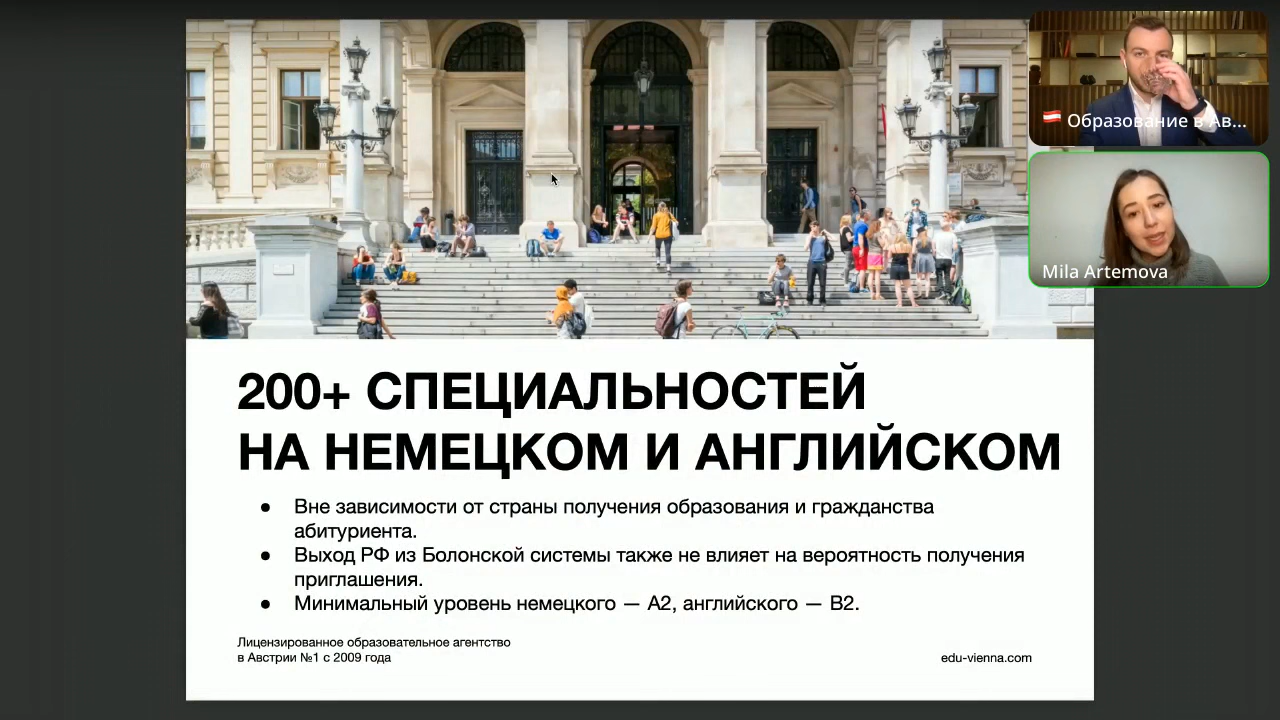 Образование в Ав...
Mila Artemova
200+ СПЕЦИАЛЬНОСТЕЙ
НА НЕМЕЦКОМ И АНГЛИЙСКОМ
● Вне зависимости от страны получения образования и гражданства
абитуриента.
● Выход РФ из Болонской системы также не влияет на вероятность получения
приглашения.
● Минимальный уровень немецкого — А2, английского — B2.
Лицензированное образовательное агентство
в Австрии №1 с 2009 года
edu-vienna.com